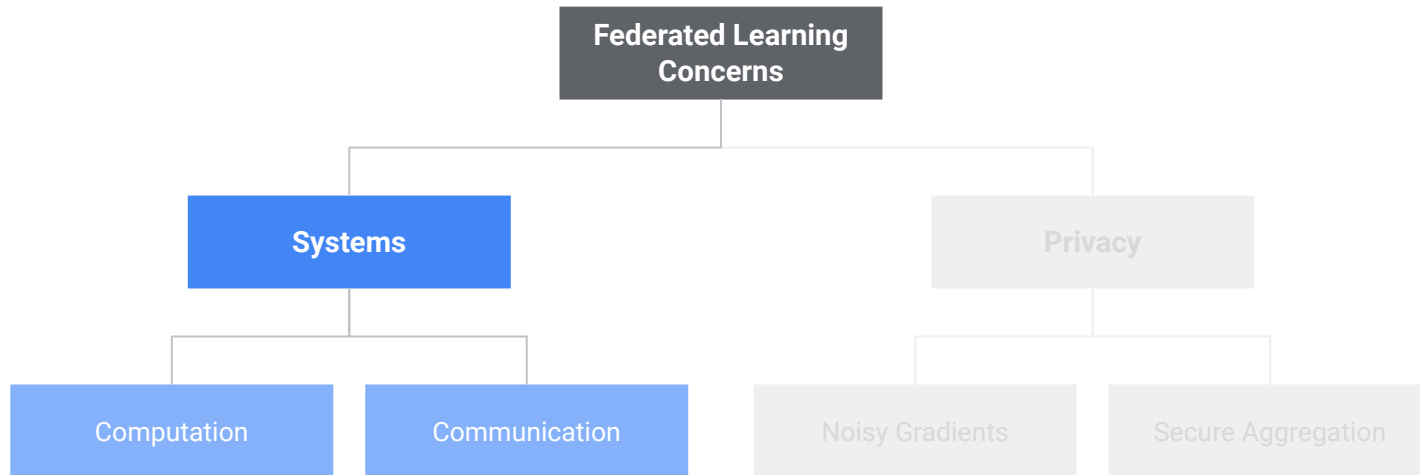 Federated Learning
Concerns
Systems
Privacy
Computation
Communication
Noisy Gradients
Secure Aggregation